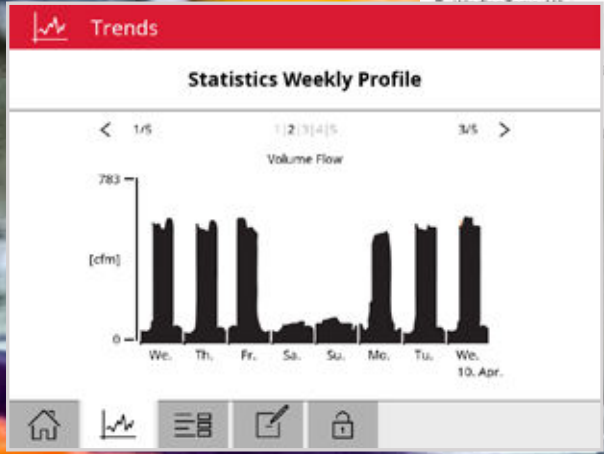 Trends
Statistics Weekly Profile
< 1/5 1|2|3|4|5 3/5 >
Volume Flow
783
[cfm]
0
We. Th. Fr. Sa. Su. Mo. Tu. We.
10. Apr.